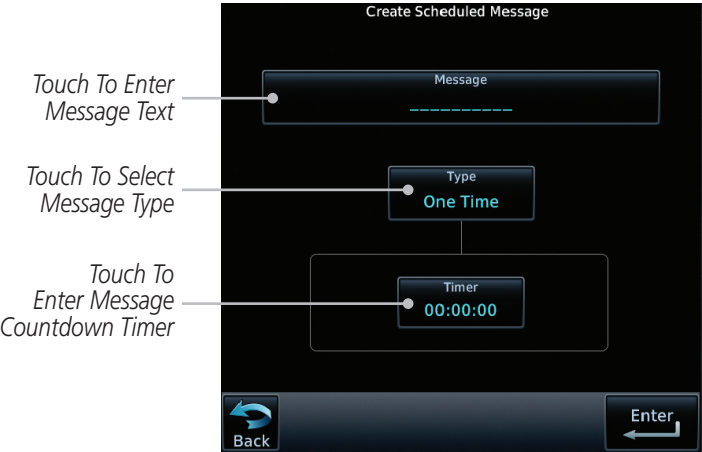 Create Scheduled Message
Touch To Enter
Message Text
Message
__________
Touch To Select
Message Type
Type
One Time
Touch To
Enter Message
Countdown Timer
Timer
00:00:00
Back
Enter